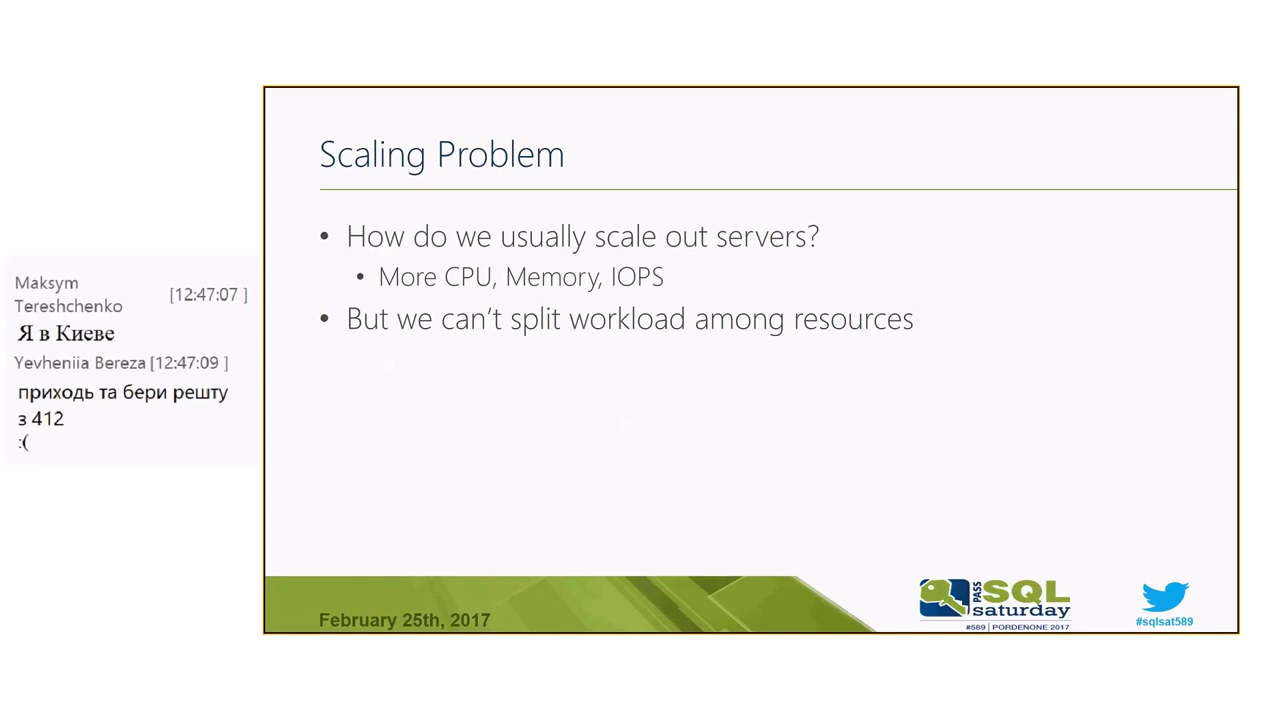 Maksym
Tereshchenko
[12:47:07 ]
Я в Киеве
Yevheniia Bereza [12:47:09 ]
приходь та бери решту
з 412
:(
Scaling Problem
• How do we usually scale out servers?
• More CPU, Memory, IOPS
• But we can’t split workload among resources
February 25th, 2017
PASS
SQL
saturday
#589 | PORDENONE 2017
#sqlsat589